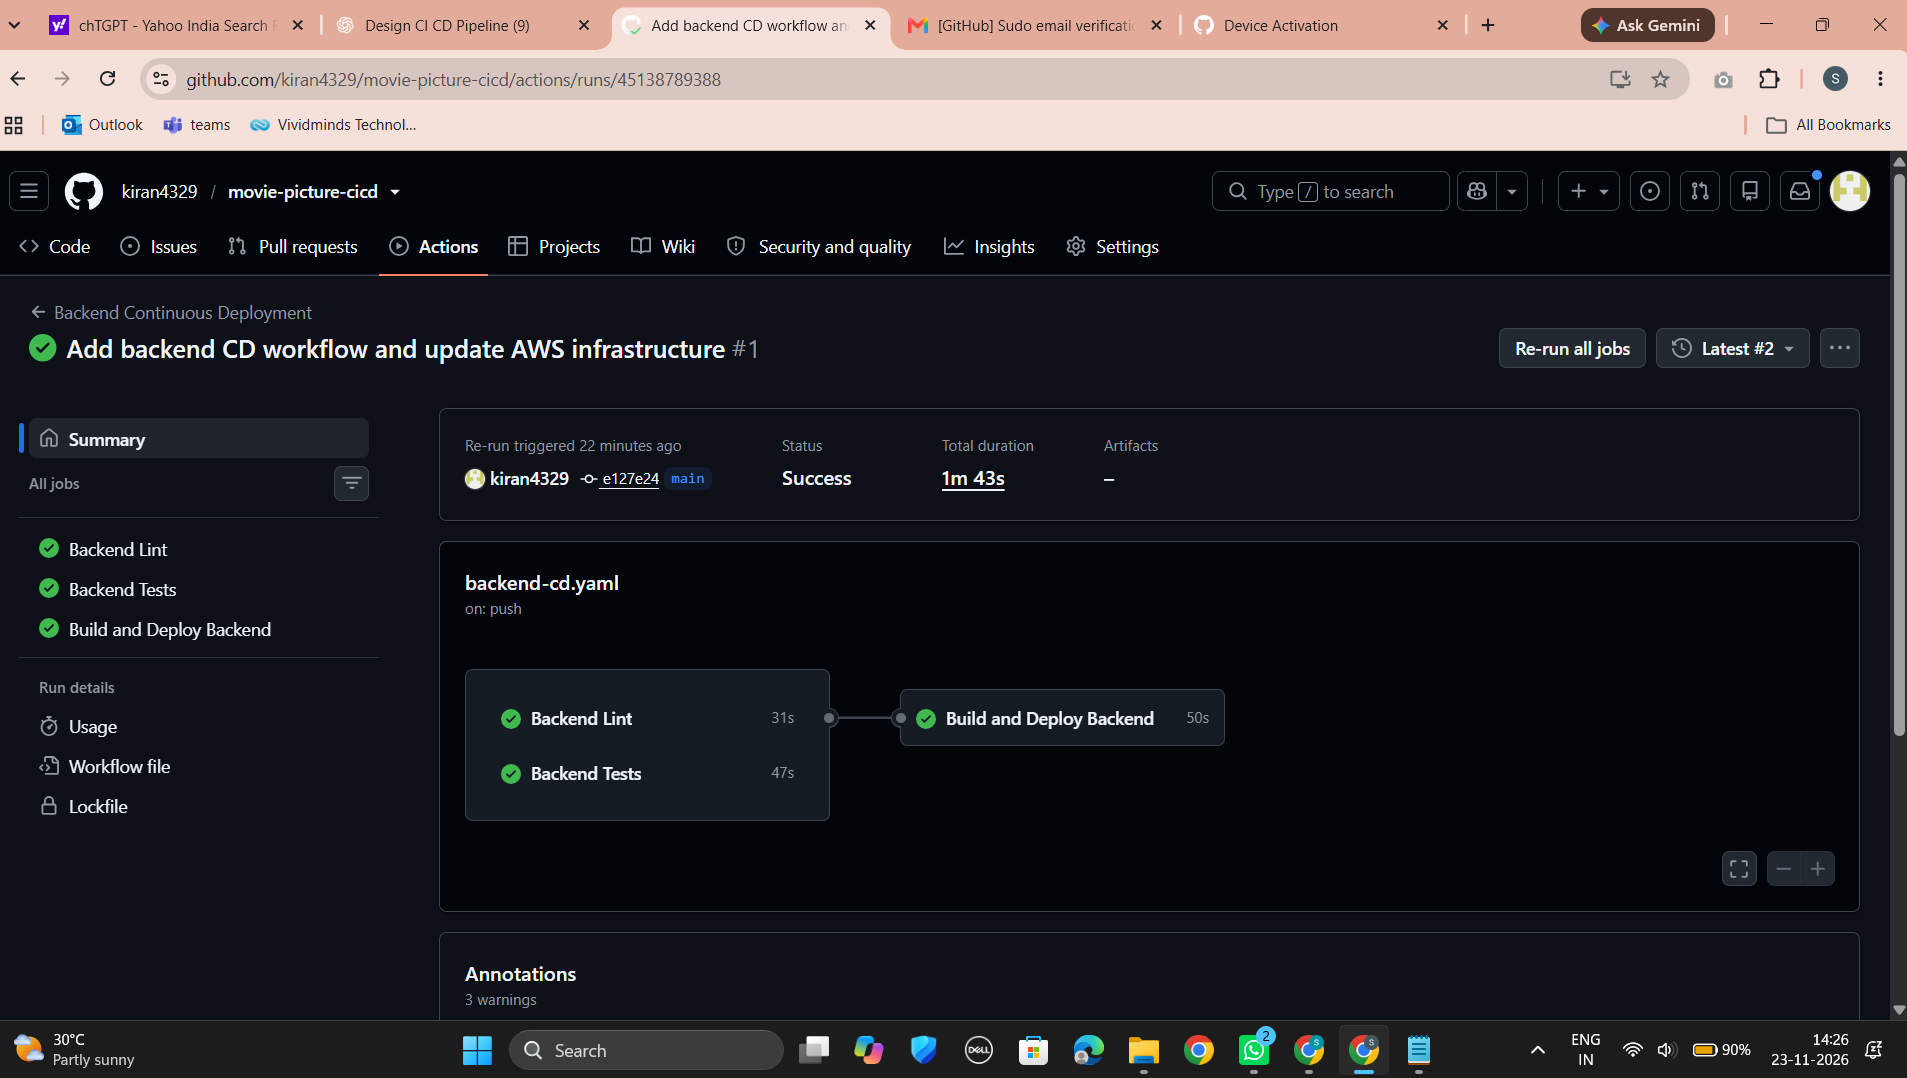 chTGPT - Yahoo India Search
Design CI CD Pipeline (9)
Add backend CD workflow an
[GitHub] Sudo email verificati
Device Activation
Ask Gemini
github.com/kiran4329/movie-picture-cicd/actions/runs/45138789388
S
Outlook
teams
Vividminds Technol...
All Bookmarks
kiran4329 / movie-picture-cicd
Type / to search
Code
Issues
Pull requests
Actions
Projects
Wiki
Security and quality
Insights
Settings
Backend Continuous Deployment
Add backend CD workflow and update AWS infrastructure #1
Re-run all jobs
Latest #2
Summary
All jobs
Backend Lint
Backend Tests
Build and Deploy Backend
Run details
Usage
Workflow file
Lockfile
Re-run triggered 22 minutes ago
kiran4329 e127e24 main
Status
Success
Total duration
1m 43s
Artifacts
–
backend-cd.yaml
on: push
Backend Lint 31s
Backend Tests 47s
Build and Deploy Backend 50s
Annotations
3 warnings
30°C
Partly sunny
Search
DELL
2
ENG
IN
90%
14:26
23-11-2026